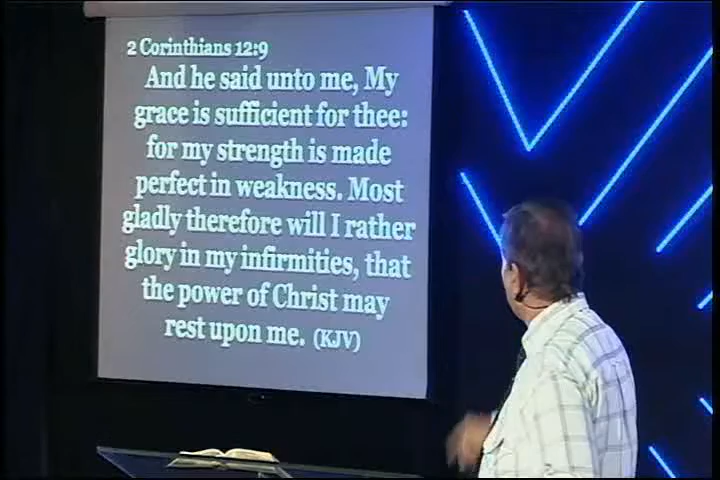 2 Corinthians 12:9
And he said unto me, My
grace is sufficient for thee:
for my strength is made
perfect in weakness. Most
gladly therefore will I rather
glory in my infirmities, that
the power of Christ may
rest upon me. (KJV)